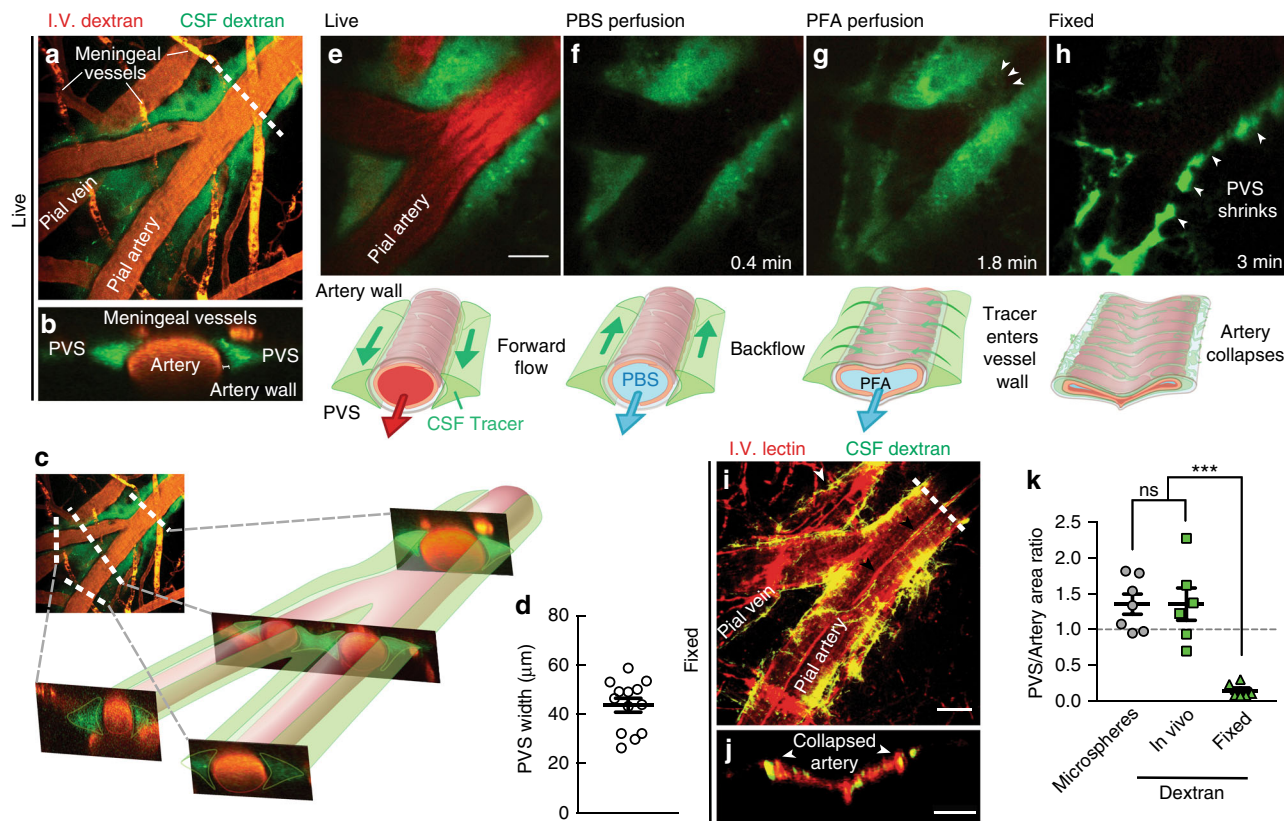 I.V. dextran CSF dextran
Live
a
Meningeal
vessels
Pial vein
Pial artery
b
Meningeal vessels
PVS
Artery
PVS
Artery wall
Live
e
Pial artery
PBS perfusion
f
0.4 min
PFA perfusion
g
1.8 min
Fixed
h
PVS
shrinks
3 min
Artery wall
PVS
CSF Tracer
Forward
flow
PBS
Backflow
PFA
Tracer
enters
vessel
wall
Artery
collapses
c
d
PVS width (μm)
80
60
40
20
0
I.V. lectin CSF dextran
Fixed
i
Pial vein
Pial artery
j
Collapsed
artery
k
ns
***
PVS/Artery area ratio
2.5
2.0
1.5
1.0
0.5
0.0
Microspheres
In vivo
Fixed
Dextran